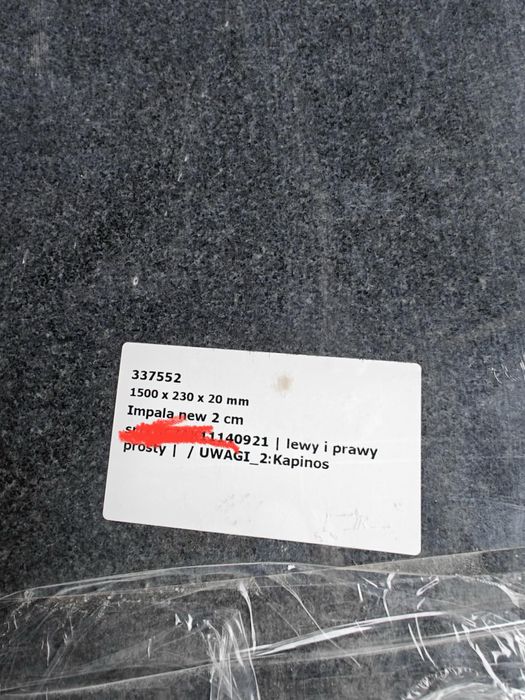 337552
1500 x 230 x 20 mm
Impala new 2 cm
11140921 | lewy i prawy
prosty | / UWAGI_2:Kapinos